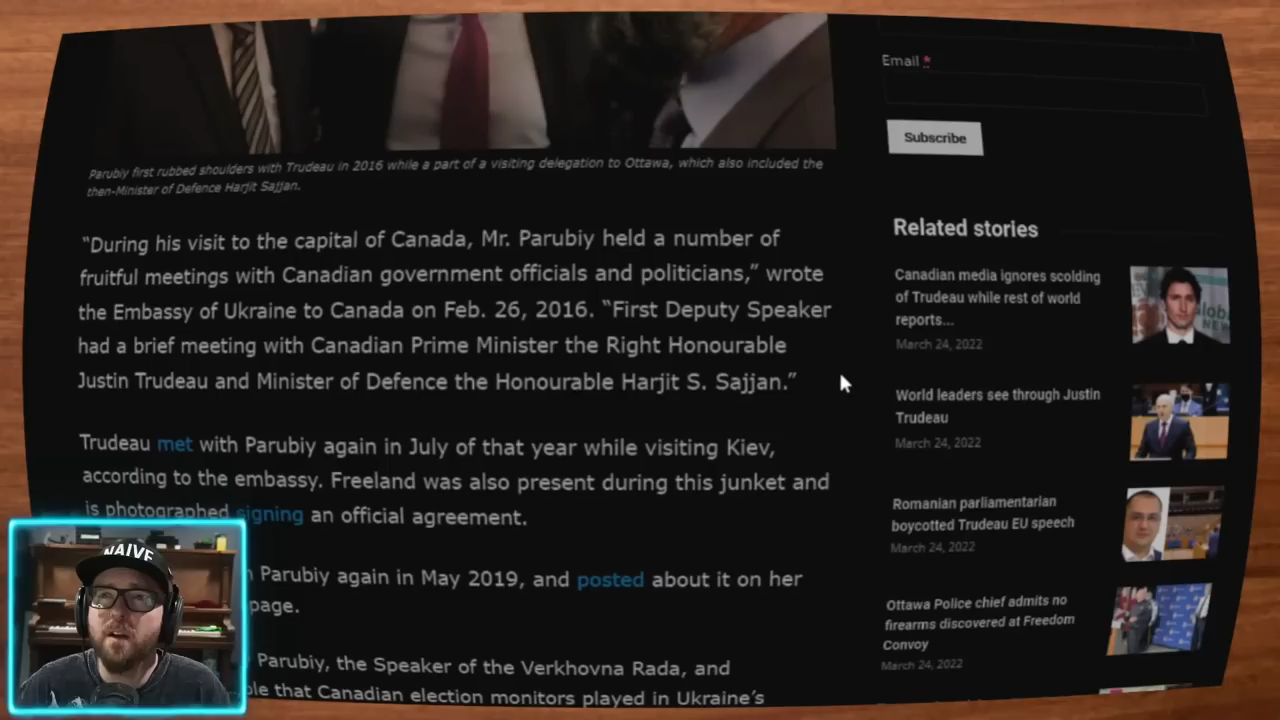 Parubiy first rubbed shoulders with Trudeau in 2016 while a part of a visiting delegation to Ottawa, which also included the
then-Minister of Defence Harjit Sajjan.
“During his visit to the capital of Canada, Mr. Parubiy held a number of
fruitful meetings with Canadian government officials and politicians,” wrote
the Embassy of Ukraine to Canada on Feb. 26, 2016. “First Deputy Speaker
had a brief meeting with Canadian Prime Minister the Right Honourable
Justin Trudeau and Minister of Defence the Honourable Harjit S. Sajjan.”
Trudeau met with Parubiy again in July of that year while visiting Kiev,
according to the embassy. Freeland was also present during this junket and
is photographed signing an official agreement.
Parubiy again in May 2019, and posted about it on her
page.
Parubiy, the Speaker of the Verkhovna Rada, and
that Canadian election monitors played in Ukraine’s
Email *
Subscribe
Related stories
Canadian media ignores scolding
of Trudeau while rest of world
reports...
March 24, 2022
World leaders see through Justin
Trudeau
March 24, 2022
Romanian parliamentarian
boycotted Trudeau EU speech
March 24, 2022
Ottawa Police chief admits no
firearms discovered at Freedom
Convoy
March 24, 2022
NAIVE